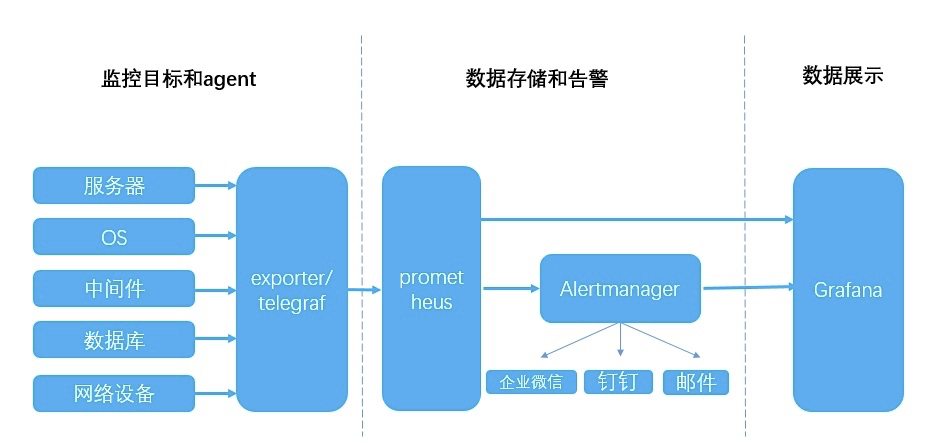 监控目标和agent
数据存储和告警
数据展示
服务器
OS
中间件
数据库
网络设备
exporter/
telegraf
promet
heus
Alertmanager
企业微信
钉钉
邮件
Grafana